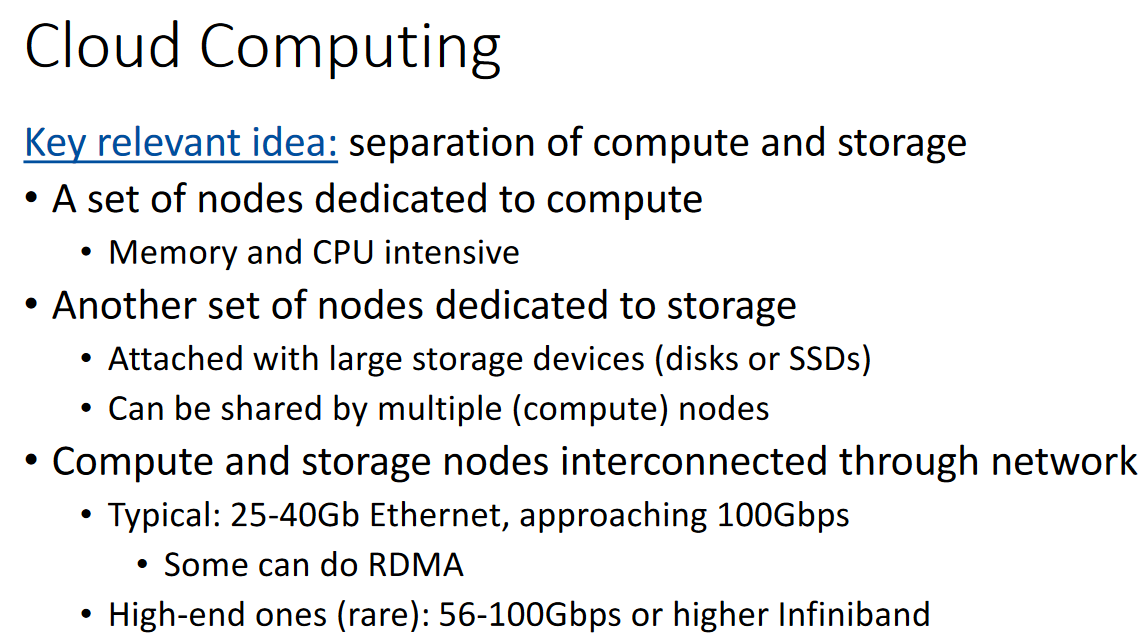 Cloud Computing
Key relevant idea: separation of compute and storage
• A set of nodes dedicated to compute
• Memory and CPU intensive
• Another set of nodes dedicated to storage
• Attached with large storage devices (disks or SSDs)
• Can be shared by multiple (compute) nodes
• Compute and storage nodes interconnected through network
• Typical: 25-40Gb Ethernet, approaching 100Gbps
• Some can do RDMA
• High-end ones (rare): 56-100Gbps or higher Infiniband